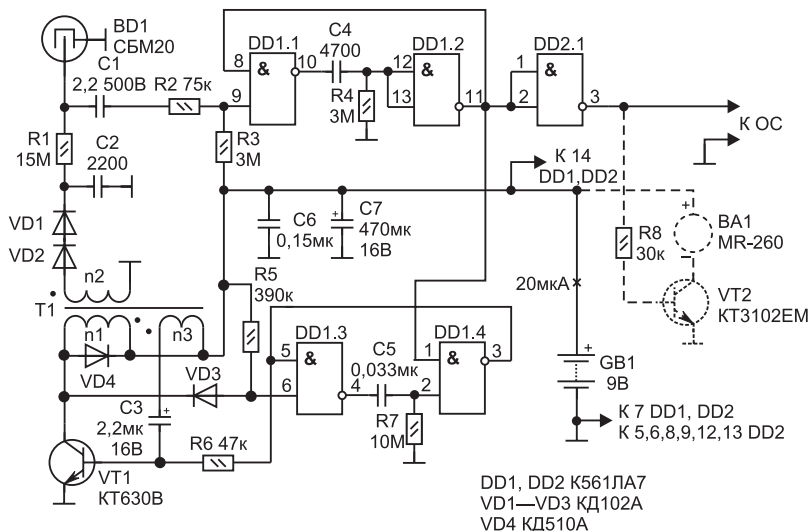 BD1
СБМ20
C1
2,2 500В
R2 75к
8
9
DD1.1
&
10
C4
4700
R4
3М
12
13
DD1.2
&
11
DD2.1
1
2
&
3
К ОС
R1
15М
C2
2200
R3
3М
К 14
DD1,DD2
VD1
VD2
C6
0,15мк
+
C7
470мк
16В
R8
30к
+
BA1
MR-260
-
n2
T1
R5
390к
20мкА
VT2
КТ3102ЕМ
n1
n3
VD4
VD3
DD1.3
5
6
&
4
C5
0,033мк
DD1.4
1
2
&
3
+
GB1
9В
C3
2,2мк
16В
+
R7
10М
К 7 DD1, DD2
К 5,6,8,9,12,13 DD2
R6 47к
VT1
КТ630В
DD1, DD2 К561ЛА7
VD1—VD3 КД102А
VD4 КД510А